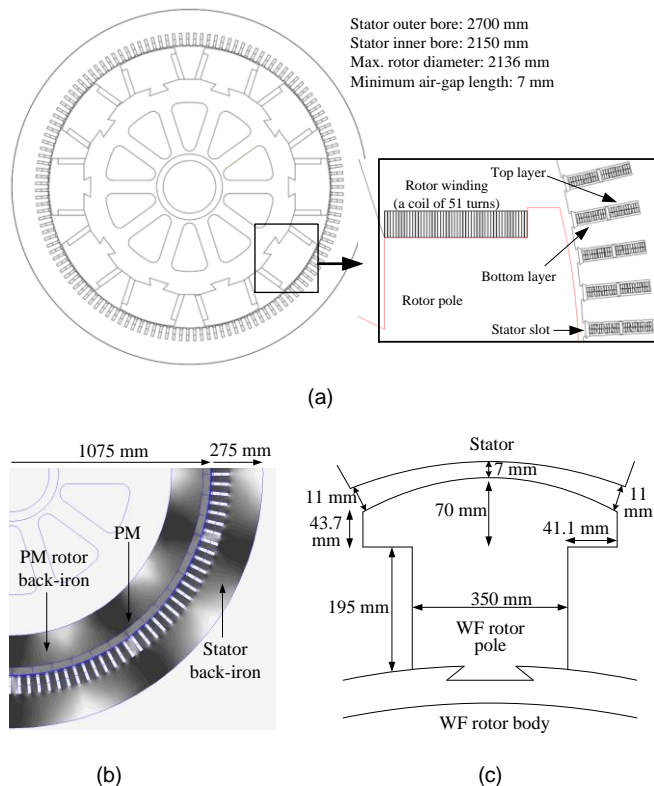 Stator outer bore: 2700 mm
Stator inner bore: 2150 mm
Max. rotor diameter: 2136 mm
Minimum air-gap length: 7 mm
Top layer
Rotor winding
(a coil of 51 turns)
Bottom layer
Rotor pole
Stator slot
(a)
1075 mm
275 mm
PM
PM rotor
back-iron
Stator
back-iron
(b)
Stator
7 mm
11 mm
11
mm
43.7
mm
70 mm
41.1 mm
195 mm
350 mm
WF rotor
pole
WF rotor body
(c)